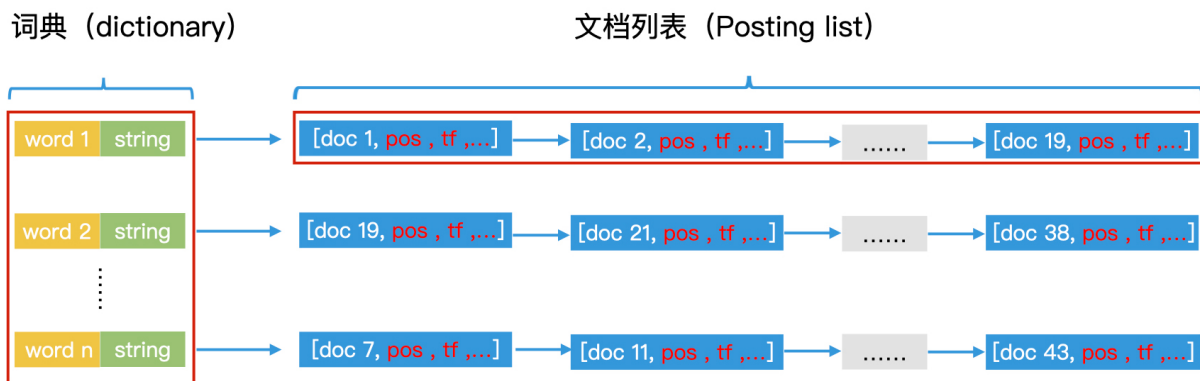 词典（dictionary） 文档列表（Posting list）
word 1 string [doc 1, pos , tf ,...] [doc 2, pos , tf ,...] ...... [doc 19, pos , tf ,...]
word 2 string [doc 19, pos , tf ,...] [doc 21, pos , tf ,...] ...... [doc 38, pos , tf ,...]
......
word n string [doc 7, pos , tf ,...] [doc 11, pos , tf ,...] ...... [doc 43, pos , tf ,...]